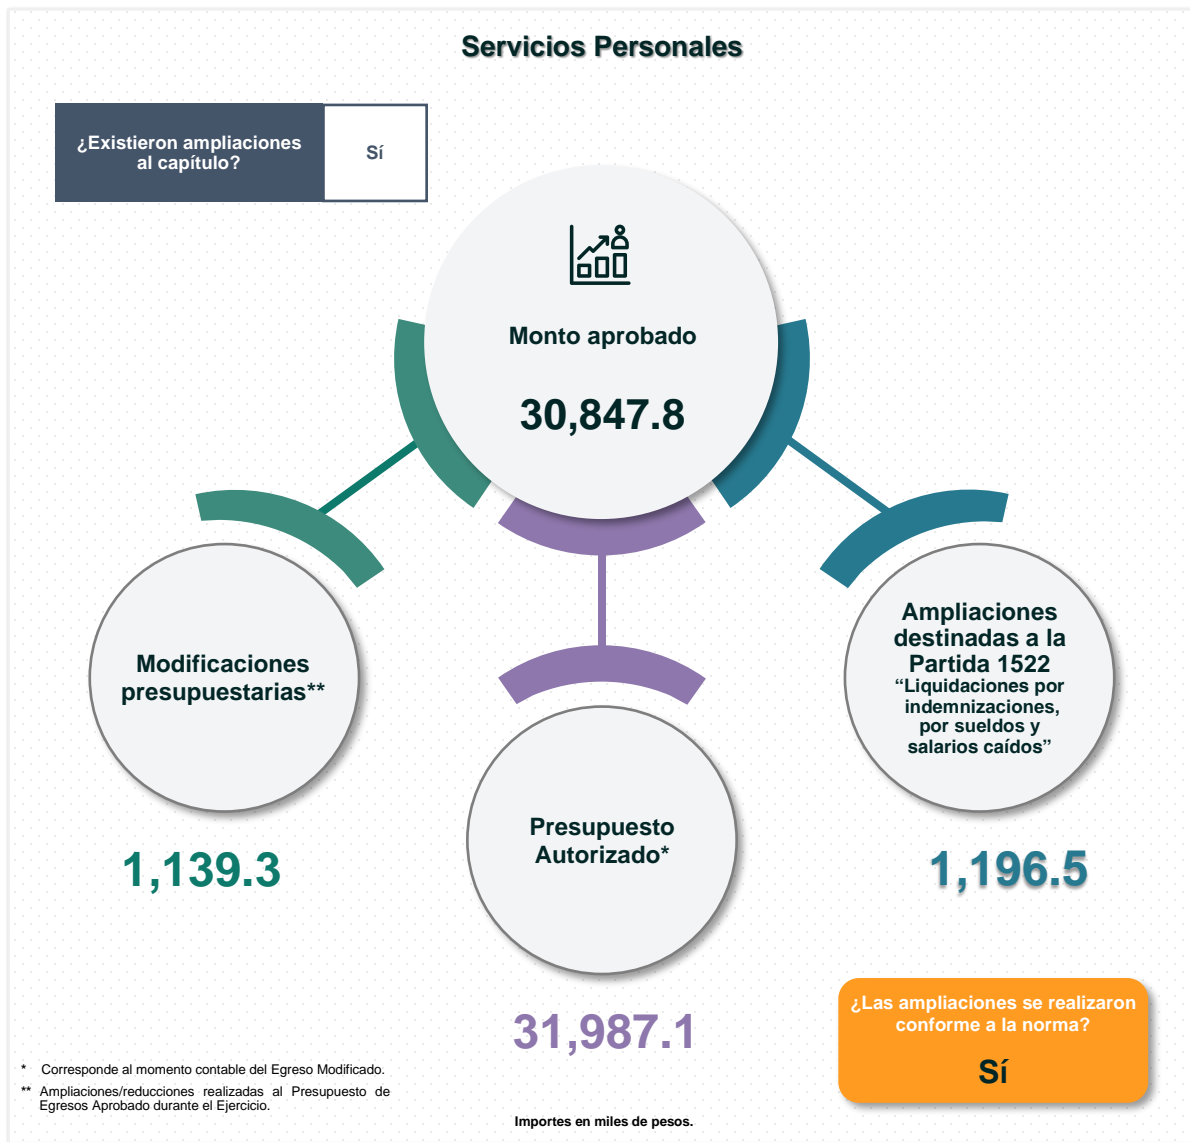 Servicios Personales
¿Existieron ampliaciones
al capítulo?
Sí
Monto aprobado
30,847.8
Modificaciones
presupuestarias**
1,139.3
Presupuesto
Autorizado*
31,987.1
Ampliaciones
destinadas a la
Partida 1522
“Liquidaciones por
indemnizaciones,
por sueldos y
salarios caídos”
1,196.5
¿Las ampliaciones se realizaron
conforme a la norma?
Sí
* Corresponde al momento contable del Egreso Modificado.
** Ampliaciones/reducciones realizadas al Presupuesto de
Egresos Aprobado durante el Ejercicio.
Importes en miles de pesos.